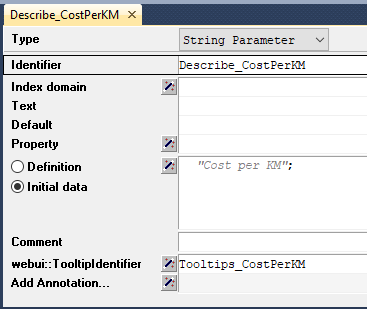 Describe_CostPerKM ×
Type String Parameter
Identifier Describe_CostPerKM
Index domain
Text
Default
Property
Definition "Cost per KM";
Initial data
Comment
webui::TooltipIdentifier Tooltips_CostPerKM
Add Annotation...